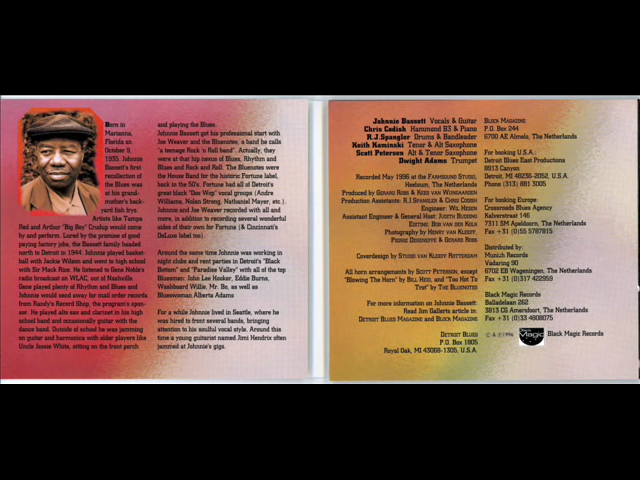 Born in
Marianna,
Florida on
October 9,
1935. Johnnie
Bassett's first
recollection of
the Blues was
at his grand-
mother's back-
yard fish frys.
Artists like Tampa
Red and Arthur "Big Boy" Crudup would come
by and perform. Lured by the premise of good
paying factory jobs, the Bassett family headed
north to Detroit in 1944. Johnnie played basket-
ball with Jackie Wilson and went to high school
with Sir Mack Rice. He listened to Gene Noble's
radio broadcast on WLAC, out of Nashville.
Gene played plenty of Rhythm and Blues and
Johnnie would send away for mail order records
from Randy's Record Shop, the program's spon-
sor. He played alto sax and clarinet in his high
school band and occasionally guitar with the
dance band. Outside of school he was jamming
on guitar and harmonica with older players like
Uncle Jessie White, sitting on the front porch
and playing the Blues.
Johnnie Bassett got his professional start with
Joe Weaver and the Bluenotes; a band he calls
"a teenage Rock 'n Roll band". Actually, they
were at that hip nexus of Blues, Rhythm and
Blues and Rock and Roll. The Bluenotes were
the House Band for the historic Fortune label,
back in the 50's. Fortune had all of Detroit's
great black "Doo Wop" vocal groups (Andre
Williams, Nolan Strong, Nathaniel Mayer, etc.).
Johnnie and Joe Weaver recorded with all and
more, in addition to recording several wonderful
sides of their own for Fortune (& Cincinnati's
DeLuxe label too).
Around the same time Johnnie was working in
night clubs and rent parties in Detroit's "Black
Bottom" and "Paradise Valley" with all of the top
Bluesmen: John Lee Hooker, Eddie Burns,
Washboard Willie, Mr. Bo, as well as
Blueswoman Alberta Adams
For a while Johnnie lived in Seattle, where he
was hired to front several bands, bringing
attention to his soulful vocal style. Around this
time a young guitarist named Jimi Hendrix often
jammed at Johnnie's gigs.
Johnnie Bassett Vocals & Guitar
Chris Codish Hammond B3 & Piano
R.J.Spangler Drums & Bandleader
Keith Kaminski Tenor & Alt Saxophone
Scott Petersen Alt & Tenor Saxophone
Dwight Adams Trumpet
Recorded May 1996 at the Farmsound Studio,
Heelsum, The Netherlands
Produced by Gerard Robs & Kees van Wijngaarden
Production Assistants: R.J.Spangler & Chris Codish
Engineer: Wil Hesen
Assistant Engineer & General Host: Judith Budding
Editing: Bob van der Kolk
Photography by Henry van Kleeff,
Pierre Degeneffe & Gerard Robs
Coverdesign by Studio van Kleeff Rotterdam
All horn arrangements by Scott Petersen, except
"Blowing The Horn" by Bill Heid, and "Too Hot To
Trot" by The Bluenotes
For more information on Johnnie Bassett:
Read Jim Gallerts article in:
Detroit Blues Magazine and Block Magazine
Detroit Blues
P.O. Box 1805
Royal Oak, MI 43068-1305, U.S.A.
Block Magazine
P.O. Box 244
6700 AE Almelo, The Netherlands
For booking U.S.A.:
Detroit Blues East Productions
8913 Canyon
Detroit, MI 48236-2052, U.S.A.
Phone (313) 881 3005
For booking Europe:
Crossroads Blues Agency
Kalverstraat 146
7311 SM Apeldoorn, The Netherlands
Fax +31 (0)55 5787815
Distributed by:
Munich Records
Vadaring 90
6702 EB Wageningen, The Netherlands
Fax +31 (0)317 422959
Black Magic Records
Balladelaan 262
3813 CG Amersfoort, The Netherlands
Fax +31 (0)33 4808075
© & ℗ 1996 Magic Black Magic Records